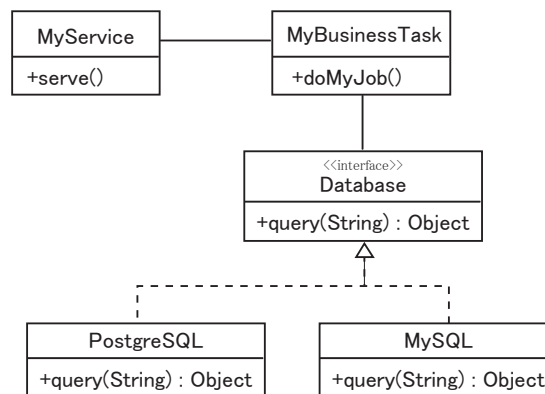 MyService
+serve()
MyBusinessTask
+doMyJob()
<<interface>>
Database
+query(String) : Object
PostgreSQL
+query(String) : Object
MySQL
+query(String) : Object